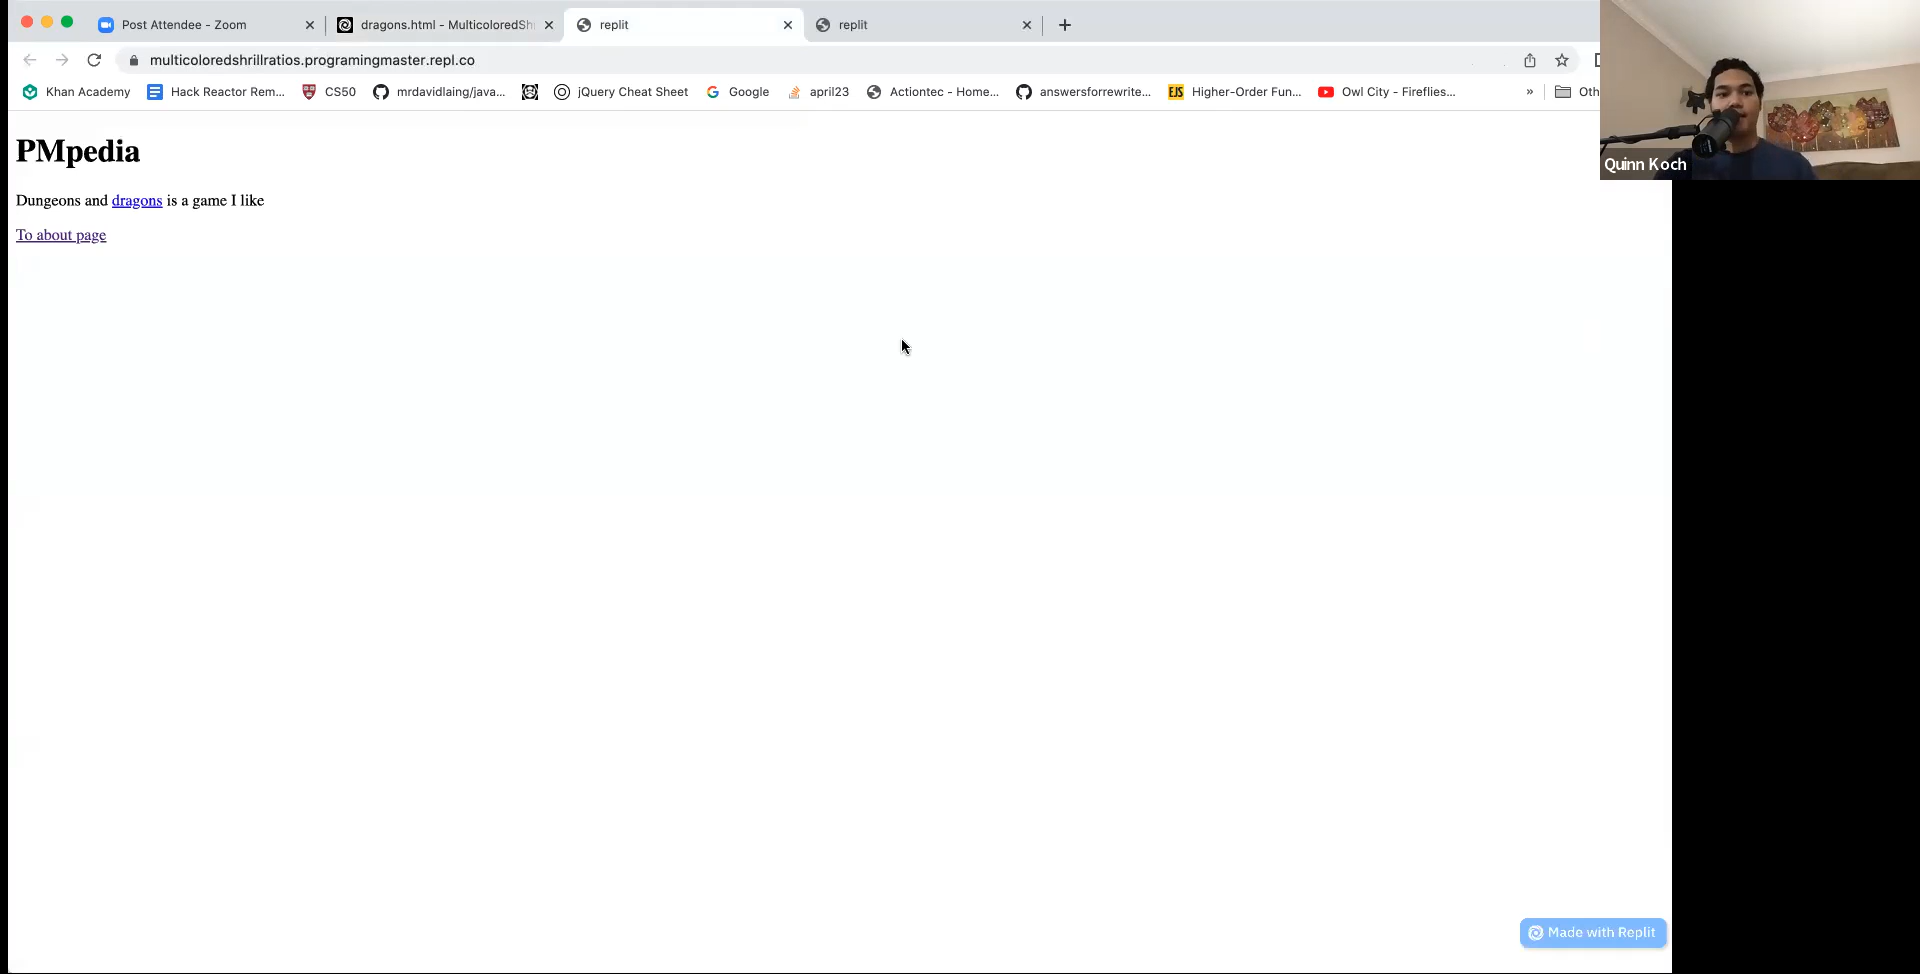 Post Attendee - Zoom
dragons.html - MulticoloredSh
replit
replit
multicoloredshrillratios.programingmaster.repl.co
Khan Academy
Hack Reactor Rem...
CS50
mrdavidlaing/java...
jQuery Cheat Sheet
Google
april23
Actiontec - Home...
answersforrewrite...
EJS
Higher-Order Fun...
Owl City - Fireflies...
»
Oth
Quinn Koch
PMpedia
Dungeons and dragons is a game I like
To about page
Made with Replit